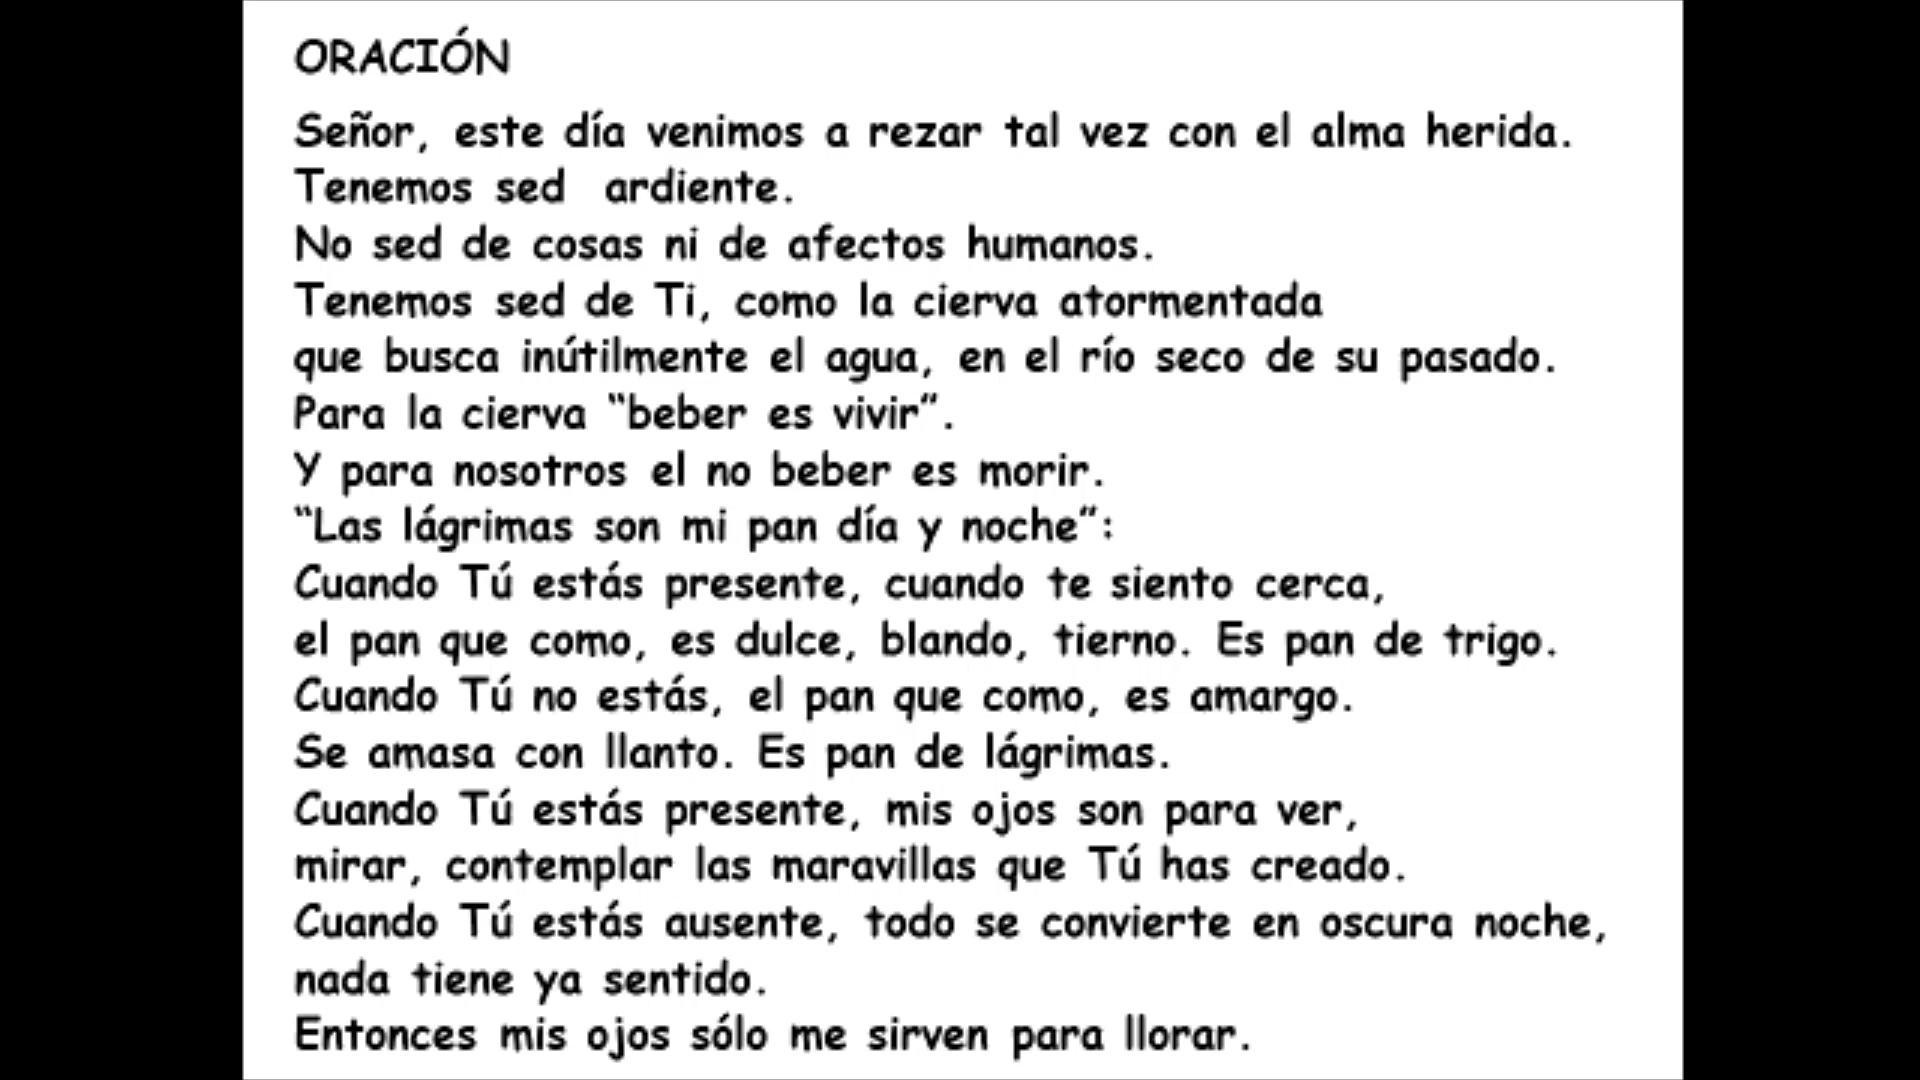 ORACIÓN
Señor, este día venimos a rezar tal vez con el alma herida.
Tenemos sed ardiente.
No sed de cosas ni de afectos humanos.
Tenemos sed de Ti, como la cierva atormentada
que busca inútilmente el agua, en el río seco de su pasado.
Para la cierva “beber es vivir”.
Y para nosotros el no beber es morir.
“Las lágrimas son mi pan día y noche”:
Cuando Tú estás presente, cuando te siento cerca,
el pan que como, es dulce, blando, tierno. Es pan de trigo.
Cuando Tú no estás, el pan que como, es amargo.
Se amasa con llanto. Es pan de lágrimas.
Cuando Tú estás presente, mis ojos son para ver,
mirar, contemplar las maravillas que Tú has creado.
Cuando Tú estás ausente, todo se convierte en oscura noche,
nada tiene ya sentido.
Entonces mis ojos sólo me sirven para llorar.